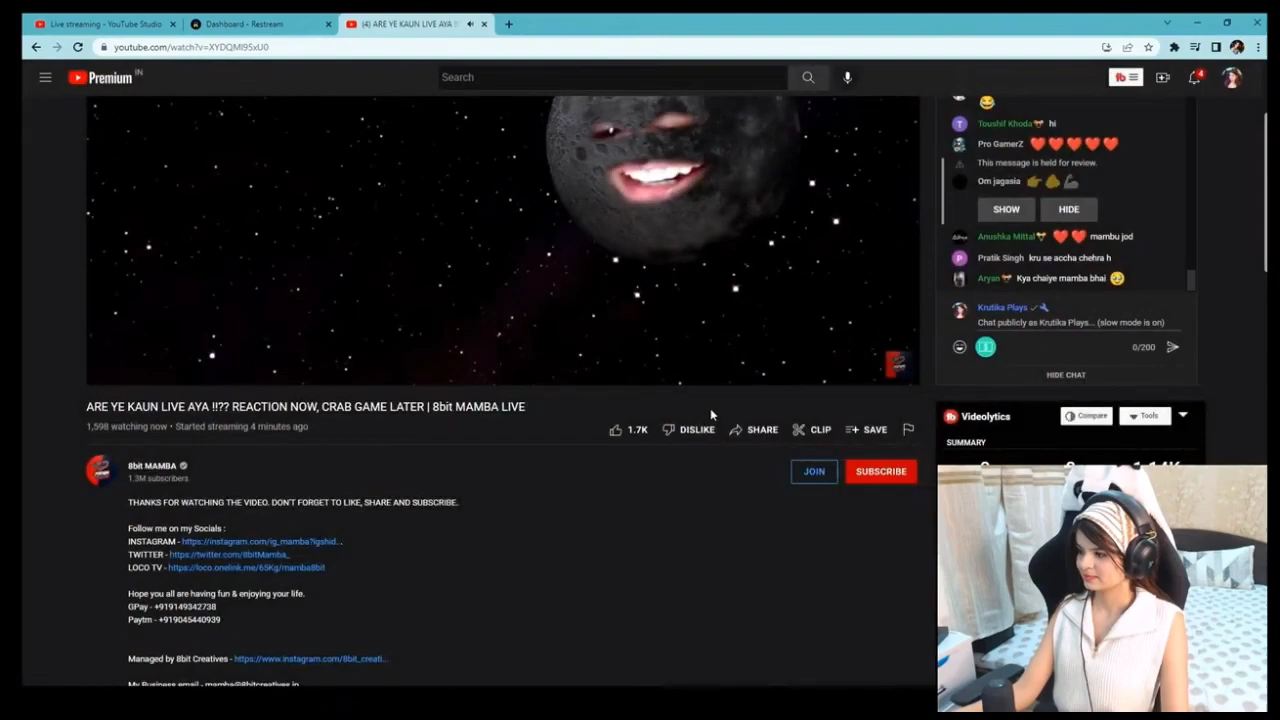 Live streaming - YouTube Studio
Dashboard - Restream
(4) ARE YE KAUN LIVE AYA !!
youtube.com/watch?v=XYDQMI95xU0
Premium IN
Search
4
😂
Toushif Khoda hi
Pro GamerZ ❤️❤️❤️❤️❤️
This message is held for review.
Om jagasia
SHOW HIDE
Anushka Mittal ❤️❤️ mambu jod
Pratik Singh kru se accha chehra h
Aryan Kya chaiye mamba bhai 🥹
Krutika Plays
Chat publicly as Krutika Plays... (slow mode is on)
0/200
HIDE CHAT
ARE YE KAUN LIVE AYA !!?? REACTION NOW, CRAB GAME LATER | 8bit MAMBA LIVE
1,598 watching now • Started streaming 4 minutes ago
1.7K DISLIKE SHARE CLIP SAVE
Videolytics Compare Tools
SUMMARY
8bit MAMBA
1.3M subscribers
JOIN SUBSCRIBE
THANKS FOR WATCHING THE VIDEO. DON'T FORGET TO LIKE, SHARE AND SUBSCRIBE.
Follow me on my Socials :
INSTAGRAM - https://instagram.com/ig_mamba?igshid...
TWITTER - https://twitter.com/8bitMamba_
LOCO TV - https://loco.onelink.me/65Kg/mamba8bit
Hope you all are having fun & enjoying your life.
GPay - +919149342738
Paytm - +919045440939
Managed by 8bit Creatives - https://www.instagram.com/8bit_creati...
My Business email - mamba@8bitcreatives.in